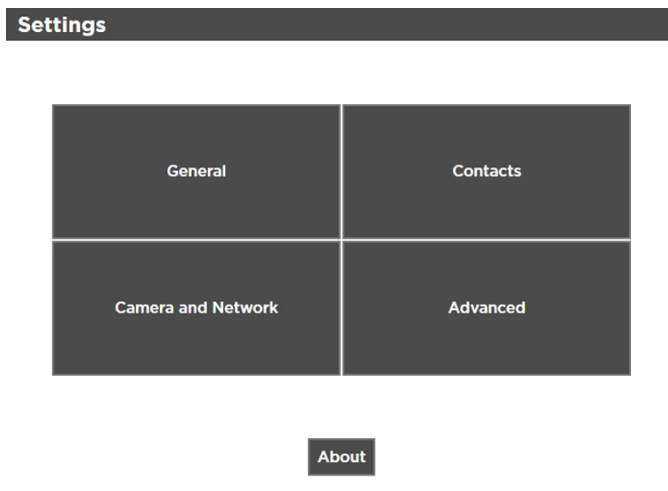 Settings
General
Contacts
Camera and Network
Advanced
About